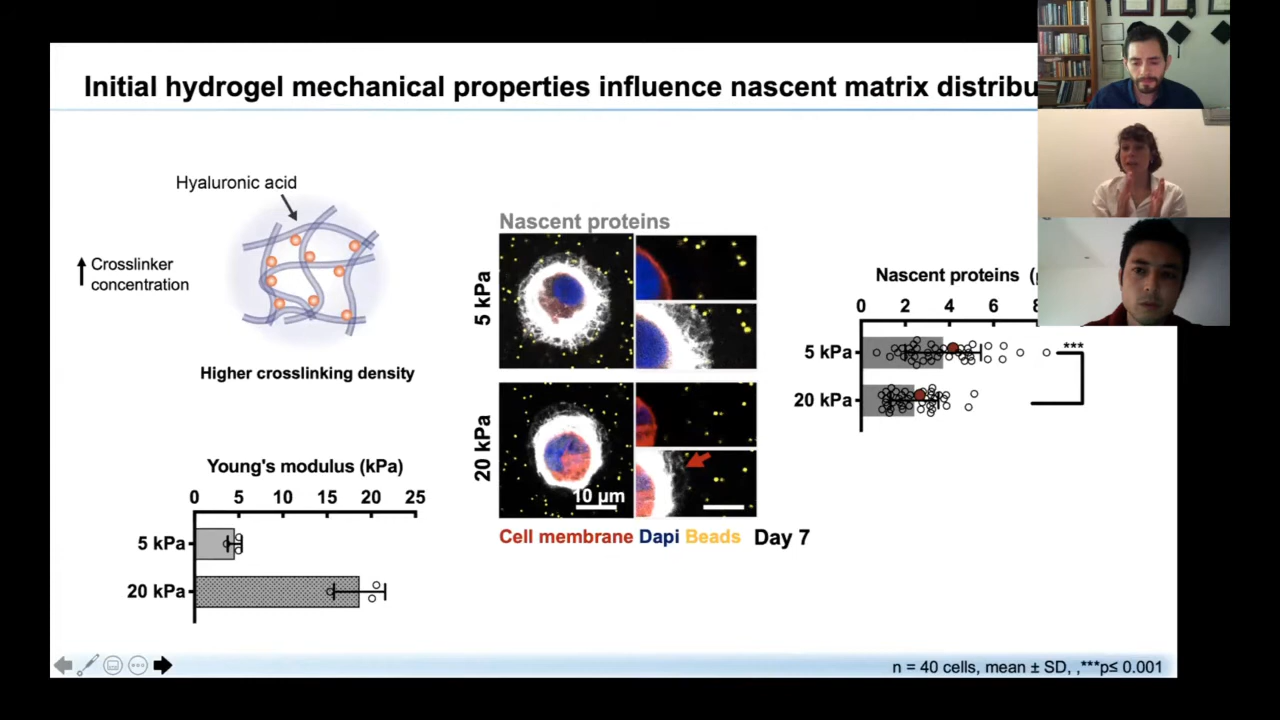 Initial hydrogel mechanical properties influence nascent matrix
Hyaluronic acid
Crosslinker
concentration
Higher crosslinking density
Young's modulus (kPa)
0 5 10 15 20 25
5 kPa
20 kPa
Nascent proteins
5 kPa
20 kPa
10 µm
Cell membrane Dapi Beads Day 7
Nascent proteins
0 2 4 6 8
5 kPa
20 kPa
***
n = 40 cells, mean ± SD, ,***p≤ 0.001